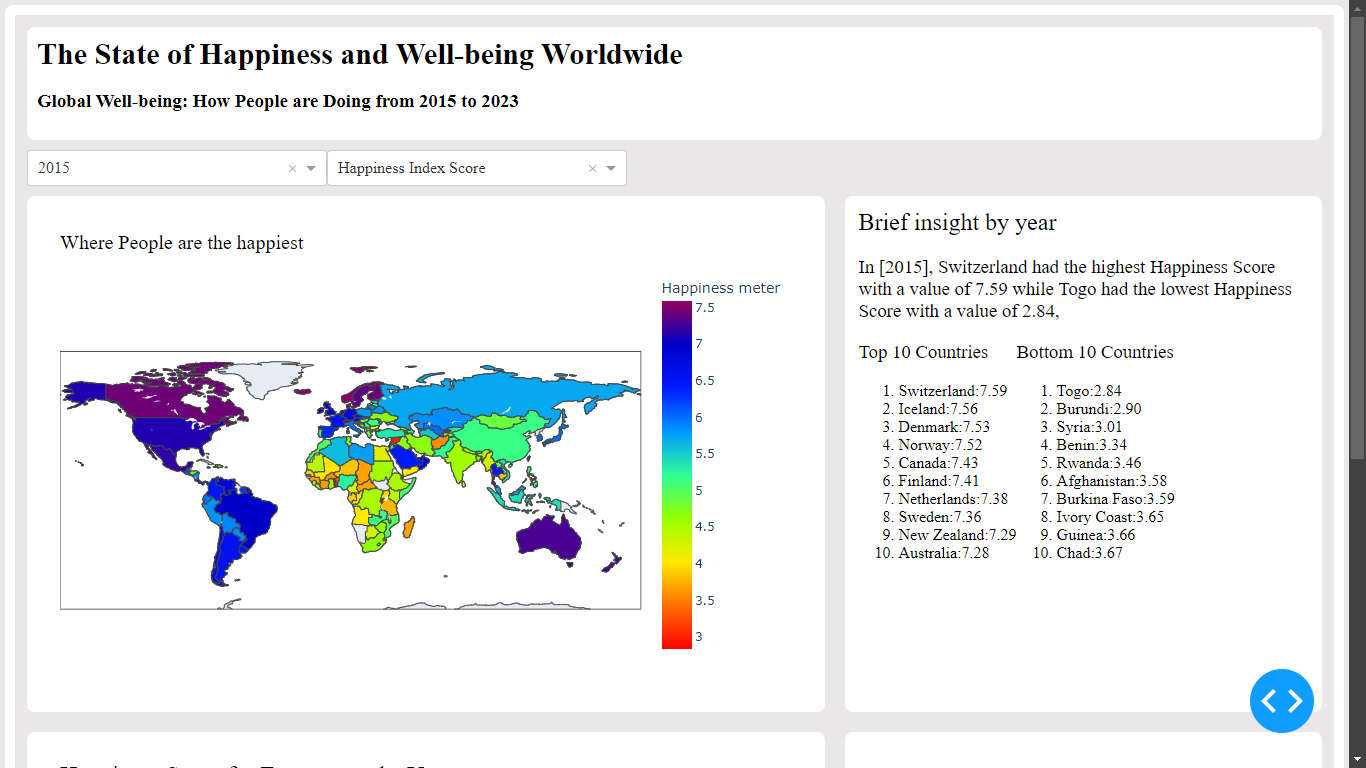 The State of Happiness and Well-being Worldwide
Global Well-being: How People are Doing from 2015 to 2023
2015
Happiness Index Score
Where People are the happiest
Happiness meter
7.5
7
6.5
6
5.5
5
4.5
4
3.5
3
Brief insight by year
In [2015], Switzerland had the highest Happiness Score
with a value of 7.59 while Togo had the lowest Happiness
Score with a value of 2.84,
Top 10 Countries
1. Switzerland:7.59
2. Iceland:7.56
3. Denmark:7.53
4. Norway:7.52
5. Canada:7.43
6. Finland:7.41
7. Netherlands:7.38
8. Sweden:7.36
9. New Zealand:7.29
10. Australia:7.28
Bottom 10 Countries
1. Togo:2.84
2. Burundi:2.90
3. Syria:3.01
4. Benin:3.34
5. Rwanda:3.46
6. Afghanistan:3.58
7. Burkina Faso:3.59
8. Ivory Coast:3.65
9. Guinea:3.66
10. Chad:3.67